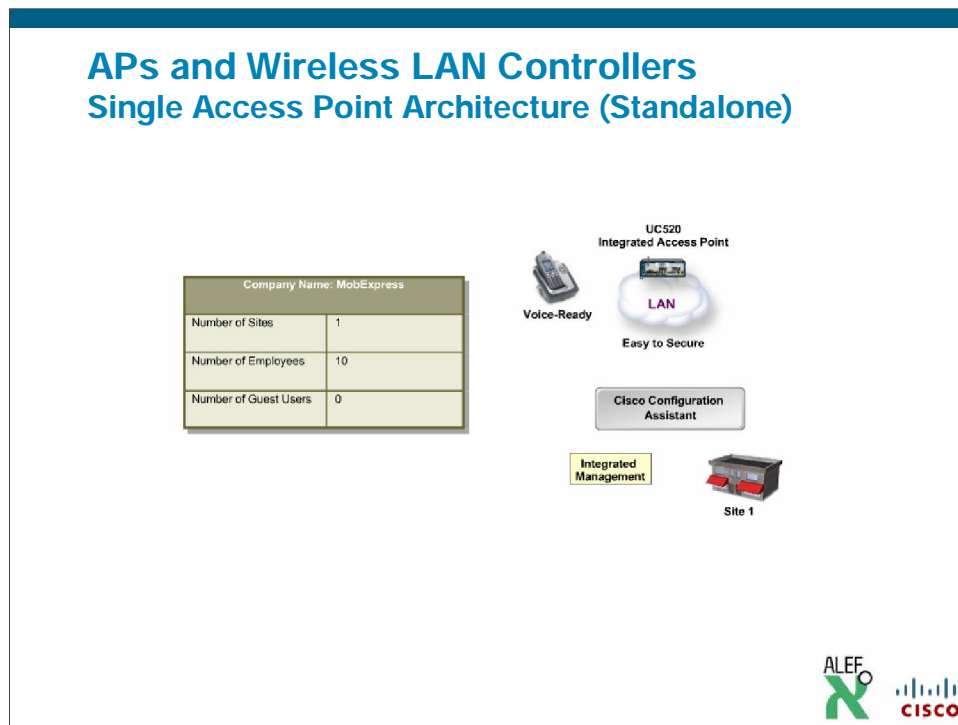 APs and Wireless LAN Controllers
Single Access Point Architecture (Standalone)
Company Name: MobExpress
Number of Sites 1
Number of Employees 10
Number of Guest Users 0
UC520
Integrated Access Point
Voice-Ready
LAN
Easy to Secure
Cisco Configuration
Assistant
Integrated
Management
Site 1
ALEF
CISCO